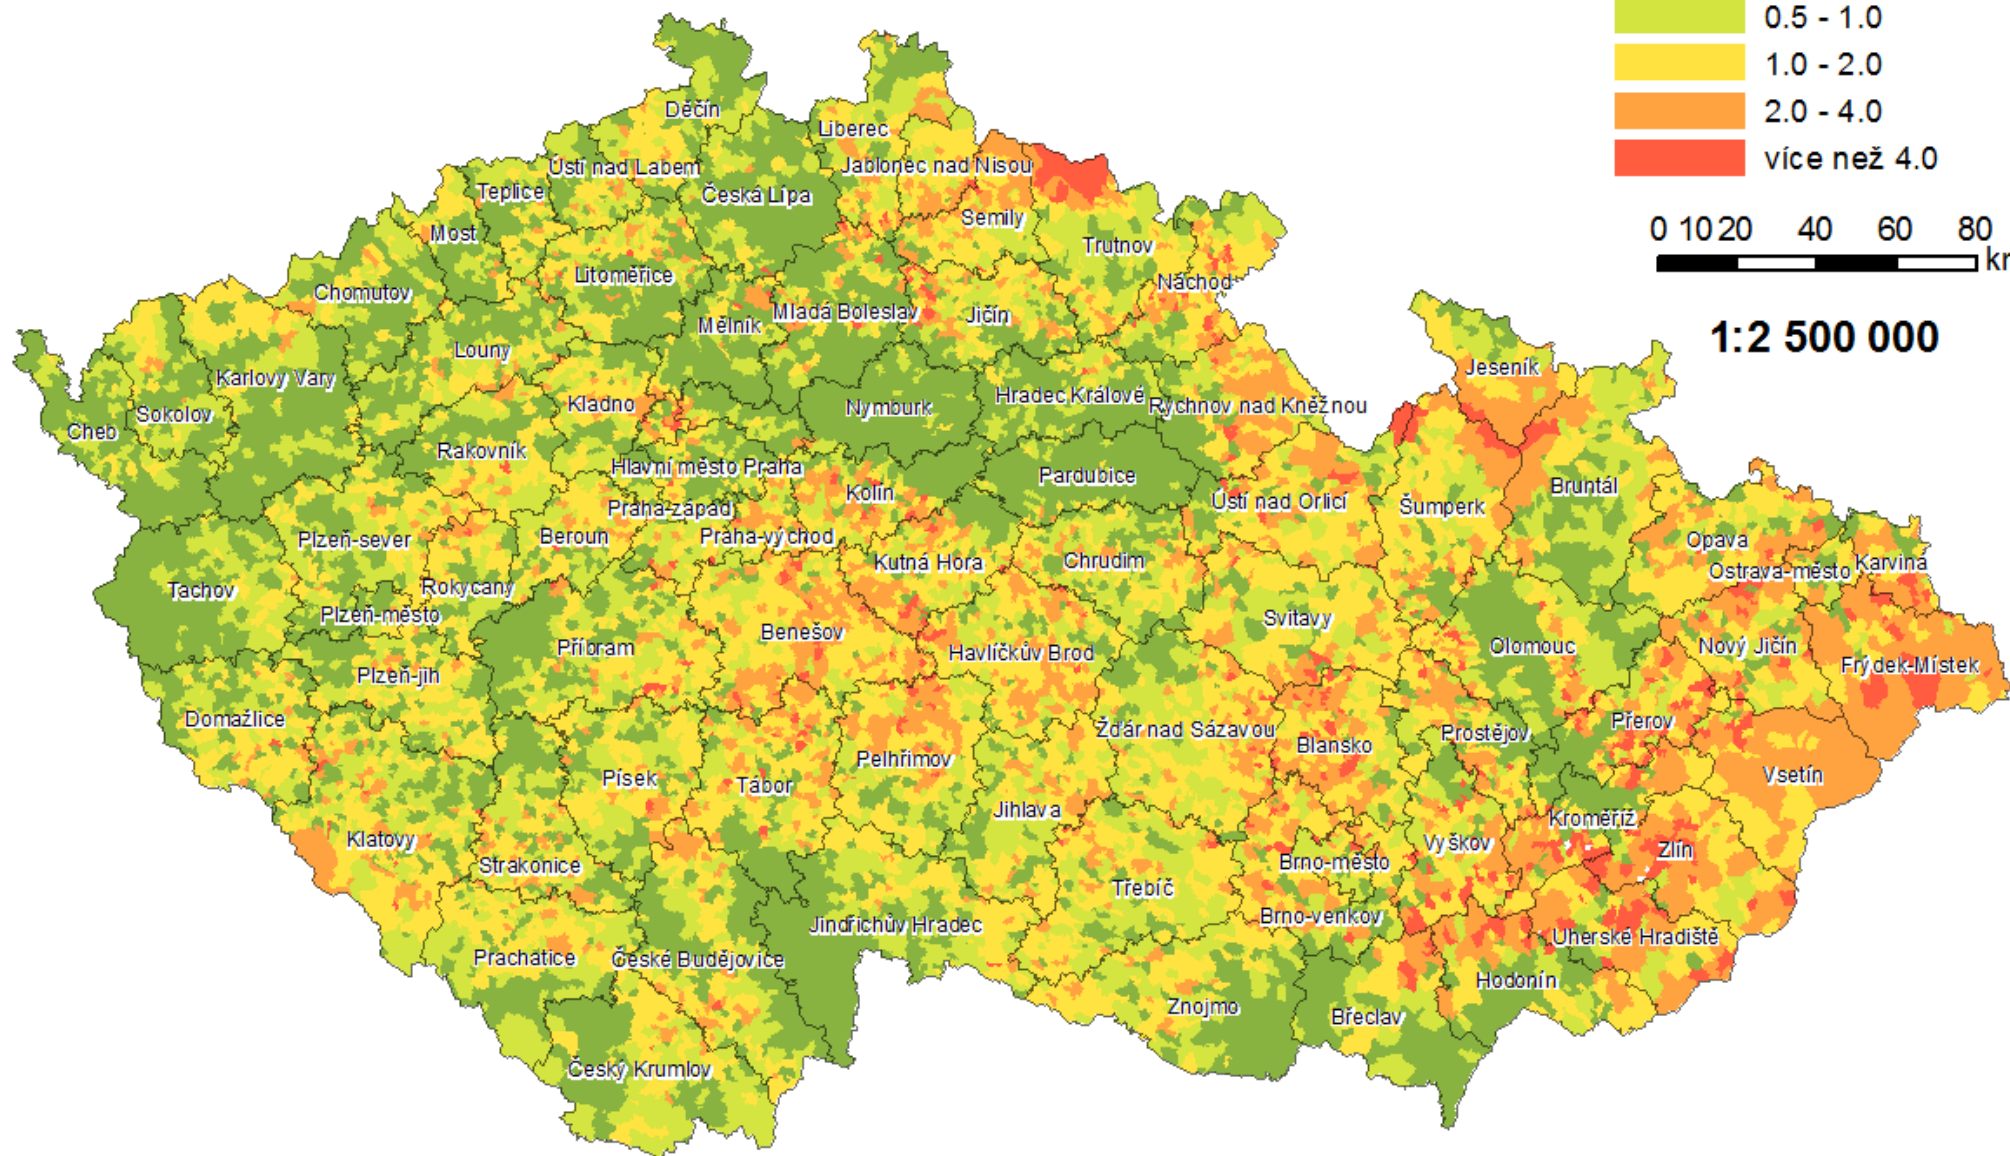 0.5 - 1.0
1.0 - 2.0
2.0 - 4.0
více než 4.0
0 10 20 40 60 80
1:2 500 000
Děčín
Liberec
Ústí nad Labem
Jablonec nad Nisou
Teplice
Česká Lípa
Semily
Most
Trutnov
Litoměřice
Náchod
Chomutov
Mladá Boleslav
Jičín
Mělník
Louny
Jeseník
Karlovy Vary
Hradec Králové
Kladno
Nymburk
Rychnov nad Kněžnou
Sokolov
Cheb
Rakovník
Hlavní město Praha
Pardubice
Kolín
Bruntál
Ústí nad Orlicí
Šumperk
Praha-západ
Plzeň-sever
Beroun
Praha-východ
Opava
Kutná Hora
Chrudim
Karviná
Ostrava-město
Tachov
Rokycany
Plzeň-město
Svitavy
Benešov
Příbram
Olomouc
Nový Jičín
Havlíčkův Brod
Frýdek-Místek
Plzeň-jih
Domažlice
Přerov
Žďár nad Sázavou
Prostějov
Blansko
Pelhřimov
Vsetín
Písek
Tábor
Jihlava
Kroměříž
Klatovy
Vyškov
Zlín
Strakonice
Brno-město
Třebíč
Brno-venkov
Jindřichův Hradec
Uherské Hradiště
Prachatice
České Budějovice
Hodonín
Znojmo
Břeclav
Český Krumlov